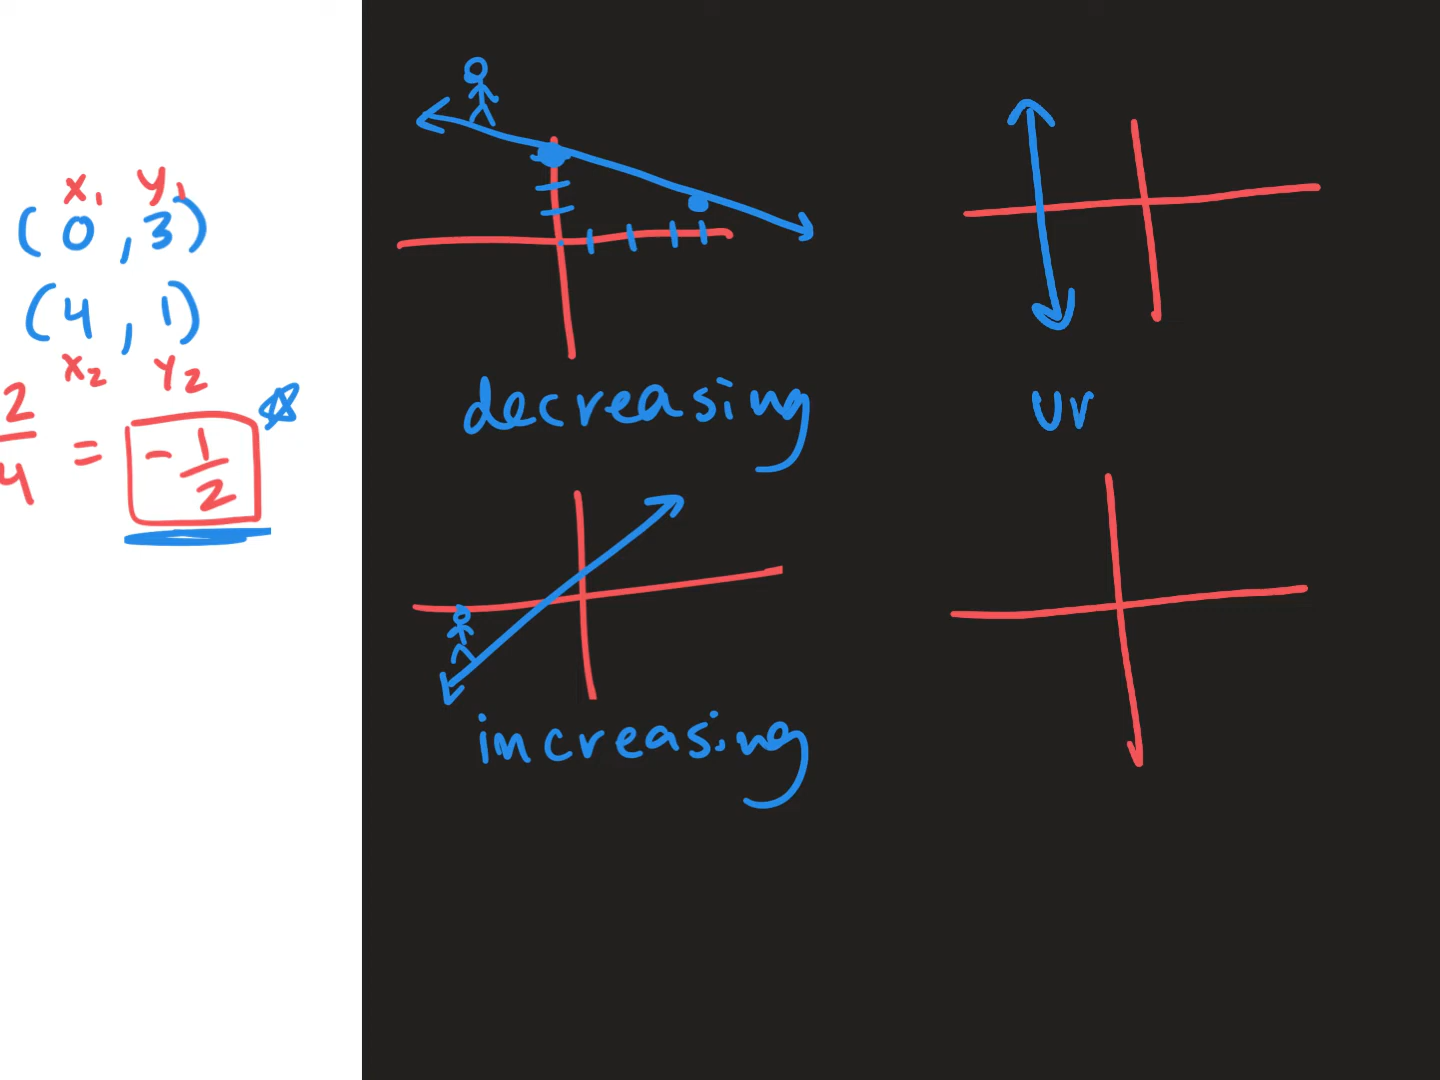 x₁ y₁
(0, 3)
(4, 1)
x₂ y₂
2/4 = -1/2
decreasing
ur
increasing